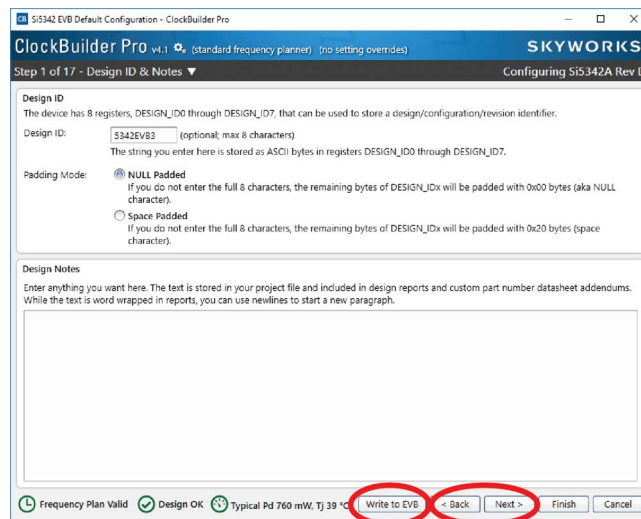 CB Si5342 EVB Default Configuration - ClockBuilder Pro
ClockBuilder Pro v4.1 (standard frequency planner) (no setting overrides) SKYWORKS
Step 1 of 17 - Design ID & Notes ▼ Configuring Si5342A Rev
Design ID
The device has 8 registers, DESIGN_ID0 through DESIGN_ID7, that can be used to store a design/configuration/revision identifier.
Design ID: 5342EVB3 (optional; max 8 characters)
The string you enter here is stored as ASCII bytes in registers DESIGN_ID0 through DESIGN_ID7.
Padding Mode: NULL Padded
If you do not enter the full 8 characters, the remaining bytes of DESIGN_IDx will be padded with 0x00 bytes (aka NULL
character).
Space Padded
If you do not enter the full 8 characters, the remaining bytes of DESIGN_IDx will be padded with 0x20 bytes (space
character).
Design Notes
Enter anything you want here. The text is stored in your project file and included in design reports and custom part number datasheet addendums.
While the text is word wrapped in reports, you can use newlines to start a new paragraph.
Frequency Plan Valid Design OK Typical Pd 760 mW, Tj 39 °C Write to EVB < Back Next > Finish Cancel